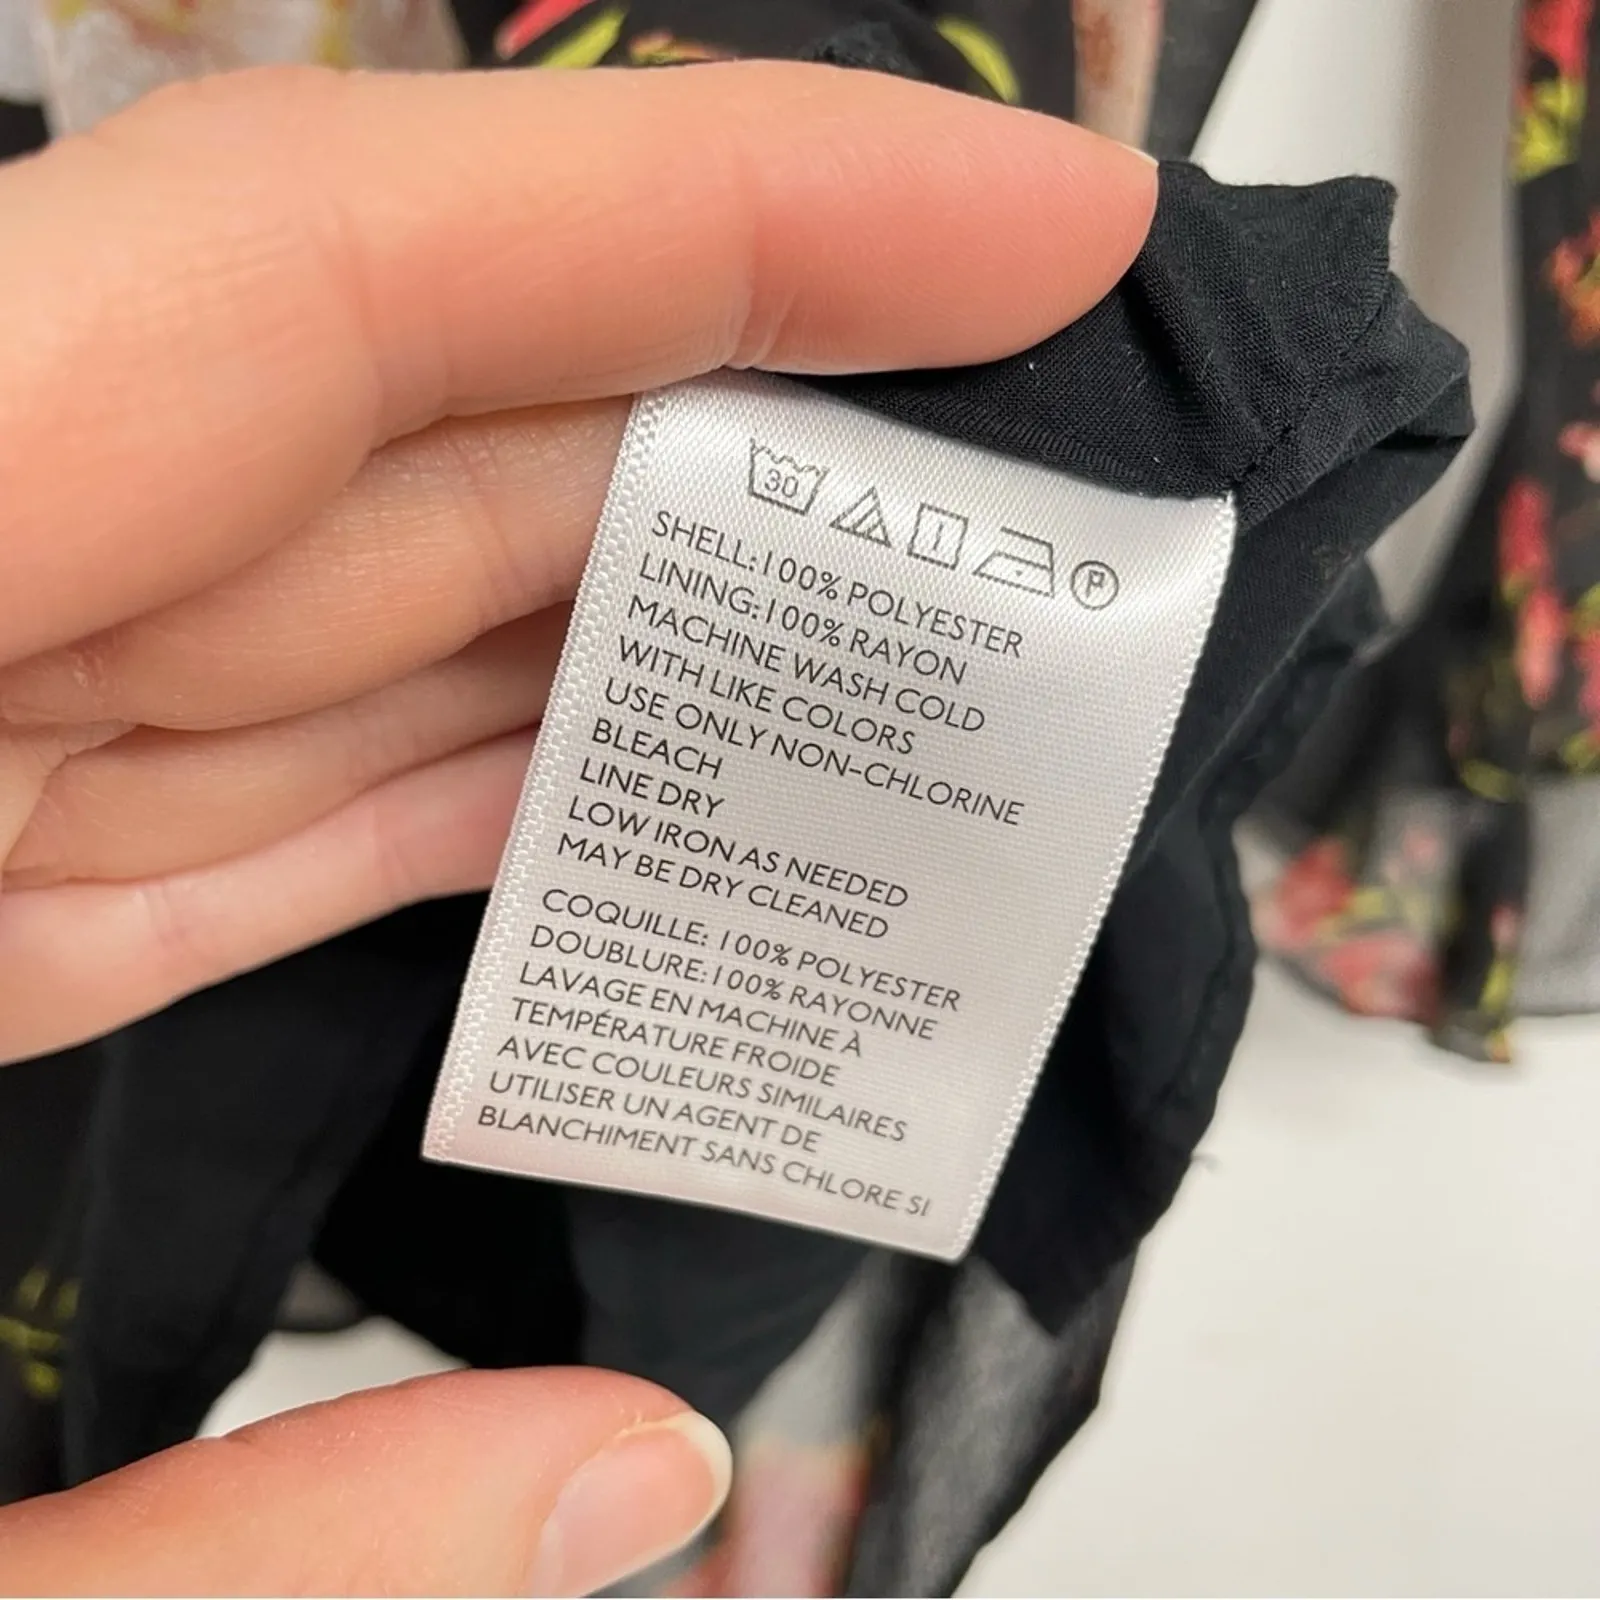 30 P
SHELL:100% POLYESTER
LINING:100% RAYON
MACHINE WASH COLD
WITH LIKE COLORS
USE ONLY NON-CHLORINE
BLEACH
LINE DRY
LOW IRON AS NEEDED
MAY BE DRY CLEANED
COQUILLE: 100% POLYESTER
DOUBLURE:100% RAYONNE
LAVAGE EN MACHINE À
TEMPÉRATURE FROIDE
AVEC COULEURS SIMILAIRES
UTILISER UN AGENT DE
BLANCHIMENT SANS CHLORE SI